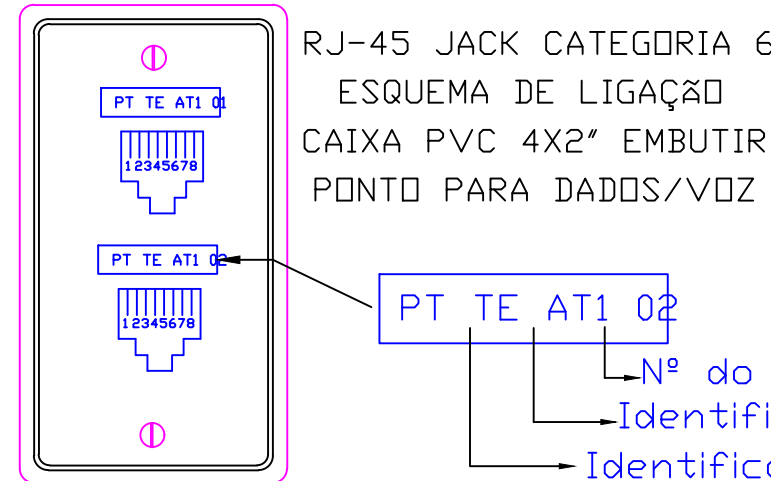 RJ-45 JACK CATEGORIA 6
ESQUEMA DE LIGAÇÃO
CAIXA PVC 4X2" EMBUTIR
PONTO PARA DADOS/VOZ
PT TE AT1 01
12345678
PT TE AT1 02
12345678
PT TE AT1 02
Nº do